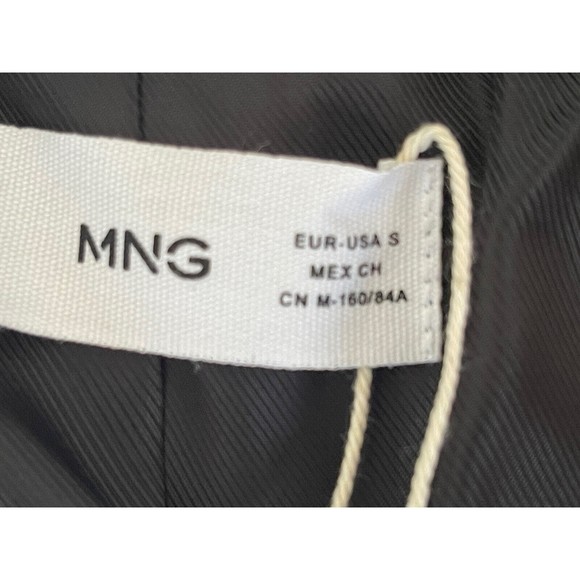 MNG
EUR-USA S
MEX CH
CN M-160/84A